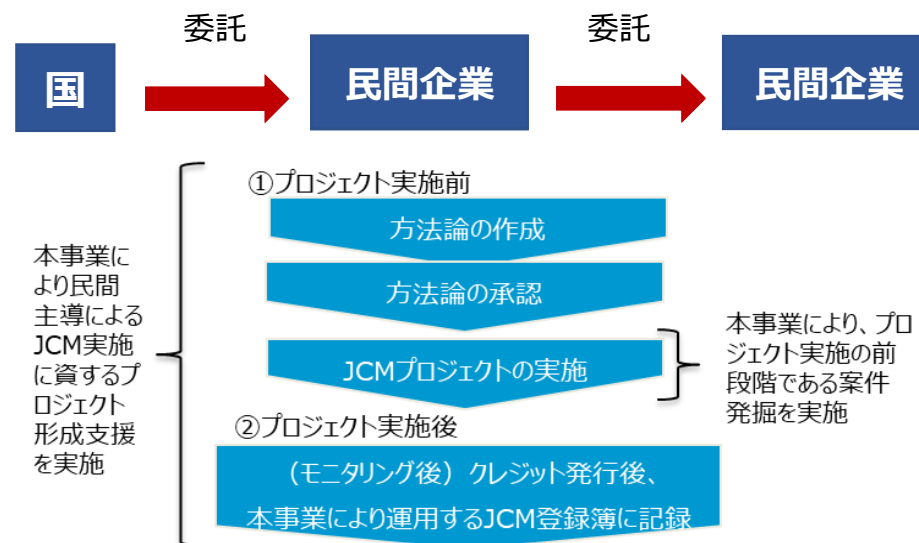 委託
委託
国
民間企業
民間企業
①プロジェクト実施前
方法論の作成
方法論の承認
JCMプロジェクトの実施
②プロジェクト実施後
（モニタリング後）クレジット発行後、
本事業により運用するJCM登録簿に記録
本事業に
より民間
主導による
JCM実施
に資するプ
ロジェクト
形成支援
を実施
本事業により、プロ
ジェクト実施の前
段階である案件
発掘を実施